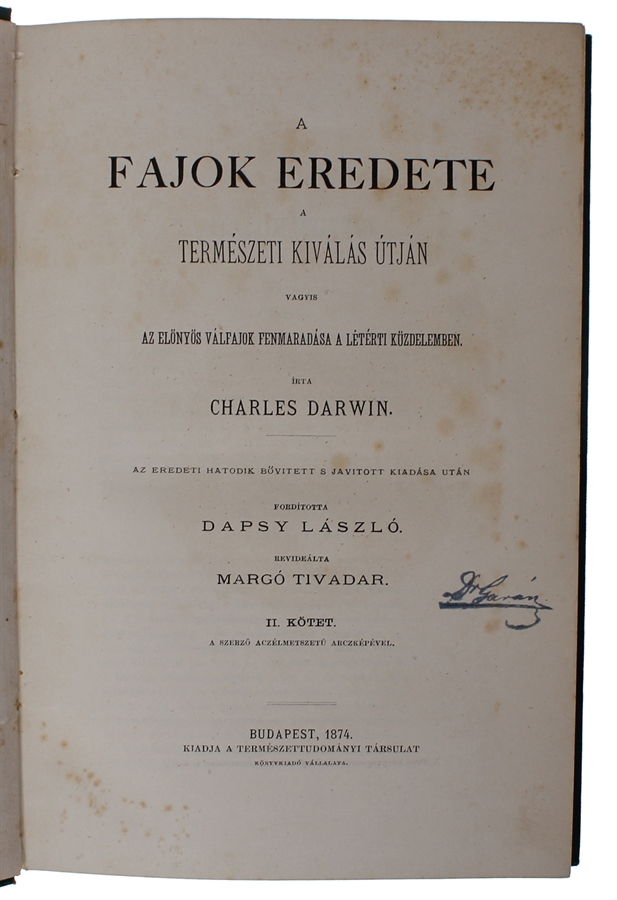 A
FAJOK EREDETE
A
TERMÉSZETI KIVÁLÁS ÚTJÁN
VAGYIS
AZ ELŐNYÖS VÁLFAJOK FENMARADÁSA A LÉTÉRTI KÜZDELEMBEN.
ÍRTA
CHARLES DARWIN.
AZ EREDETI HATODIK BŐVITETT S JAVITOTT KIADÁSA UTÁN
FORDÍTOTTA
DAPSY LÁSZLÓ.
REVIDEÁLTA
MARGÓ TIVADAR.
Dr Garán
II. KÖTET.
A SZERZŐ ACZÉLMETSZETŰ ARCZKÉPÉVEL.
BUDAPEST, 1874.
KIADJA A TERMÉSZETTUDOMÁNYI TÁRSULAT
KÖNYVKIADÓ VÁLLALATA.